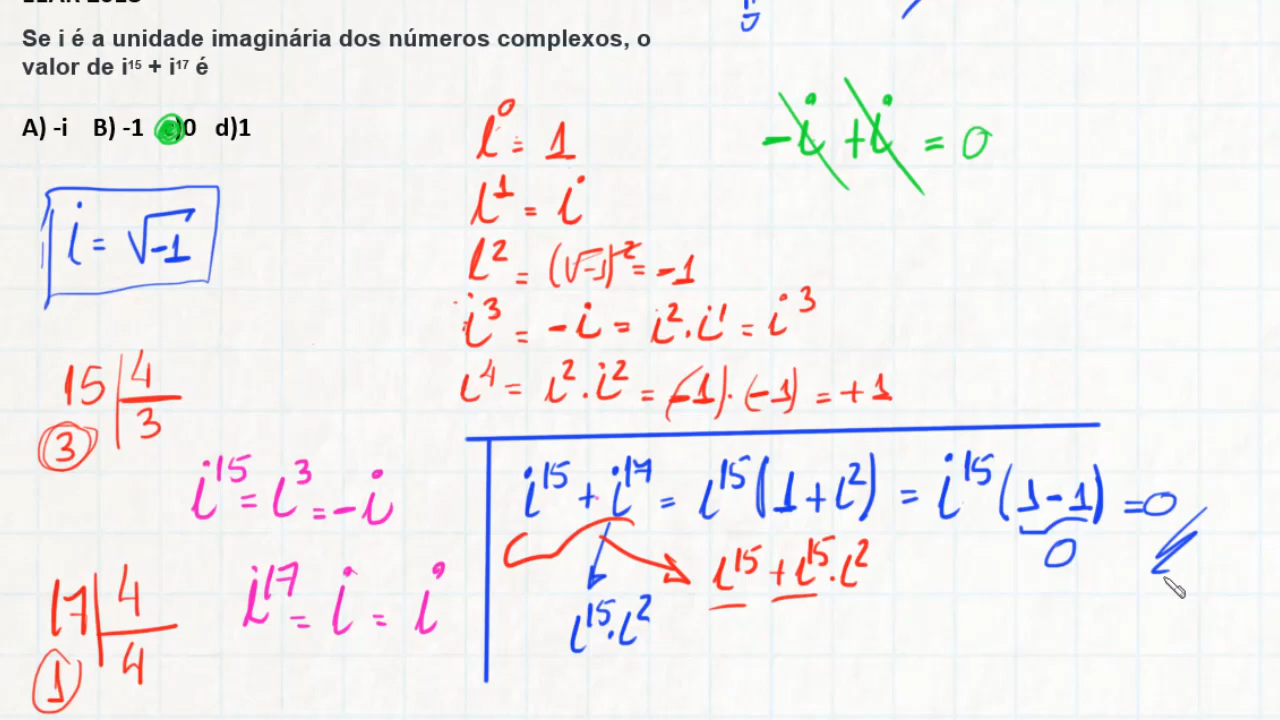 Se i é a unidade imaginária dos números complexos, o
valor de i¹⁵ + i¹⁷ é
A) -i B) -1 )0 d)1
i = √-1
i⁰ = 1
i¹ = i
i² = (√-1)² = -1
i³ = -i = i².i¹ = i³
i⁴ = i².i² = (-1).(-1) = +1
-i +i = 0
15 4
3 3
i¹⁵ = i³ = -i
17 4
1 4
i¹⁷ = i = i
i¹⁵ + i¹⁷ = i¹⁵(1+i²) = i¹⁵(1-1) = 0
0
i¹⁵ + i¹⁵.i²
i¹⁵.i²